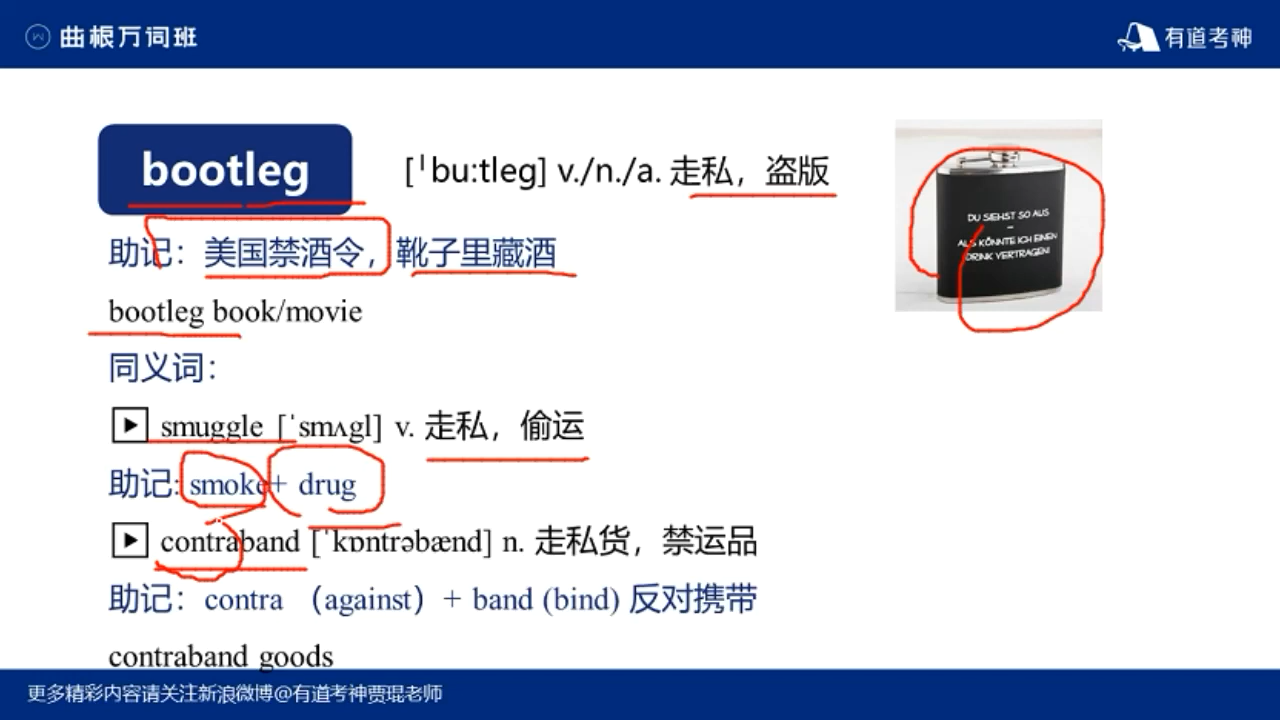 曲根万词班
有道考神
bootleg
[ˈbu:tleg] v./n./a. 走私，盗版
助记：美国禁酒令，靴子里藏酒
bootleg book/movie
同义词：
smuggle [ˈsmʌgl] v. 走私，偷运
助记: smoke+ drug
contraband [ˈkɒntrəbænd] n. 走私货，禁运品
助记：contra （against）+ band (bind) 反对携带
contraband goods
DU SIEHST SO AUS
–
ALS KÖNNTE ICH EINEN
DRINK VERTRAGEN!
更多精彩内容请关注新浪微博@有道考神贾琨老师